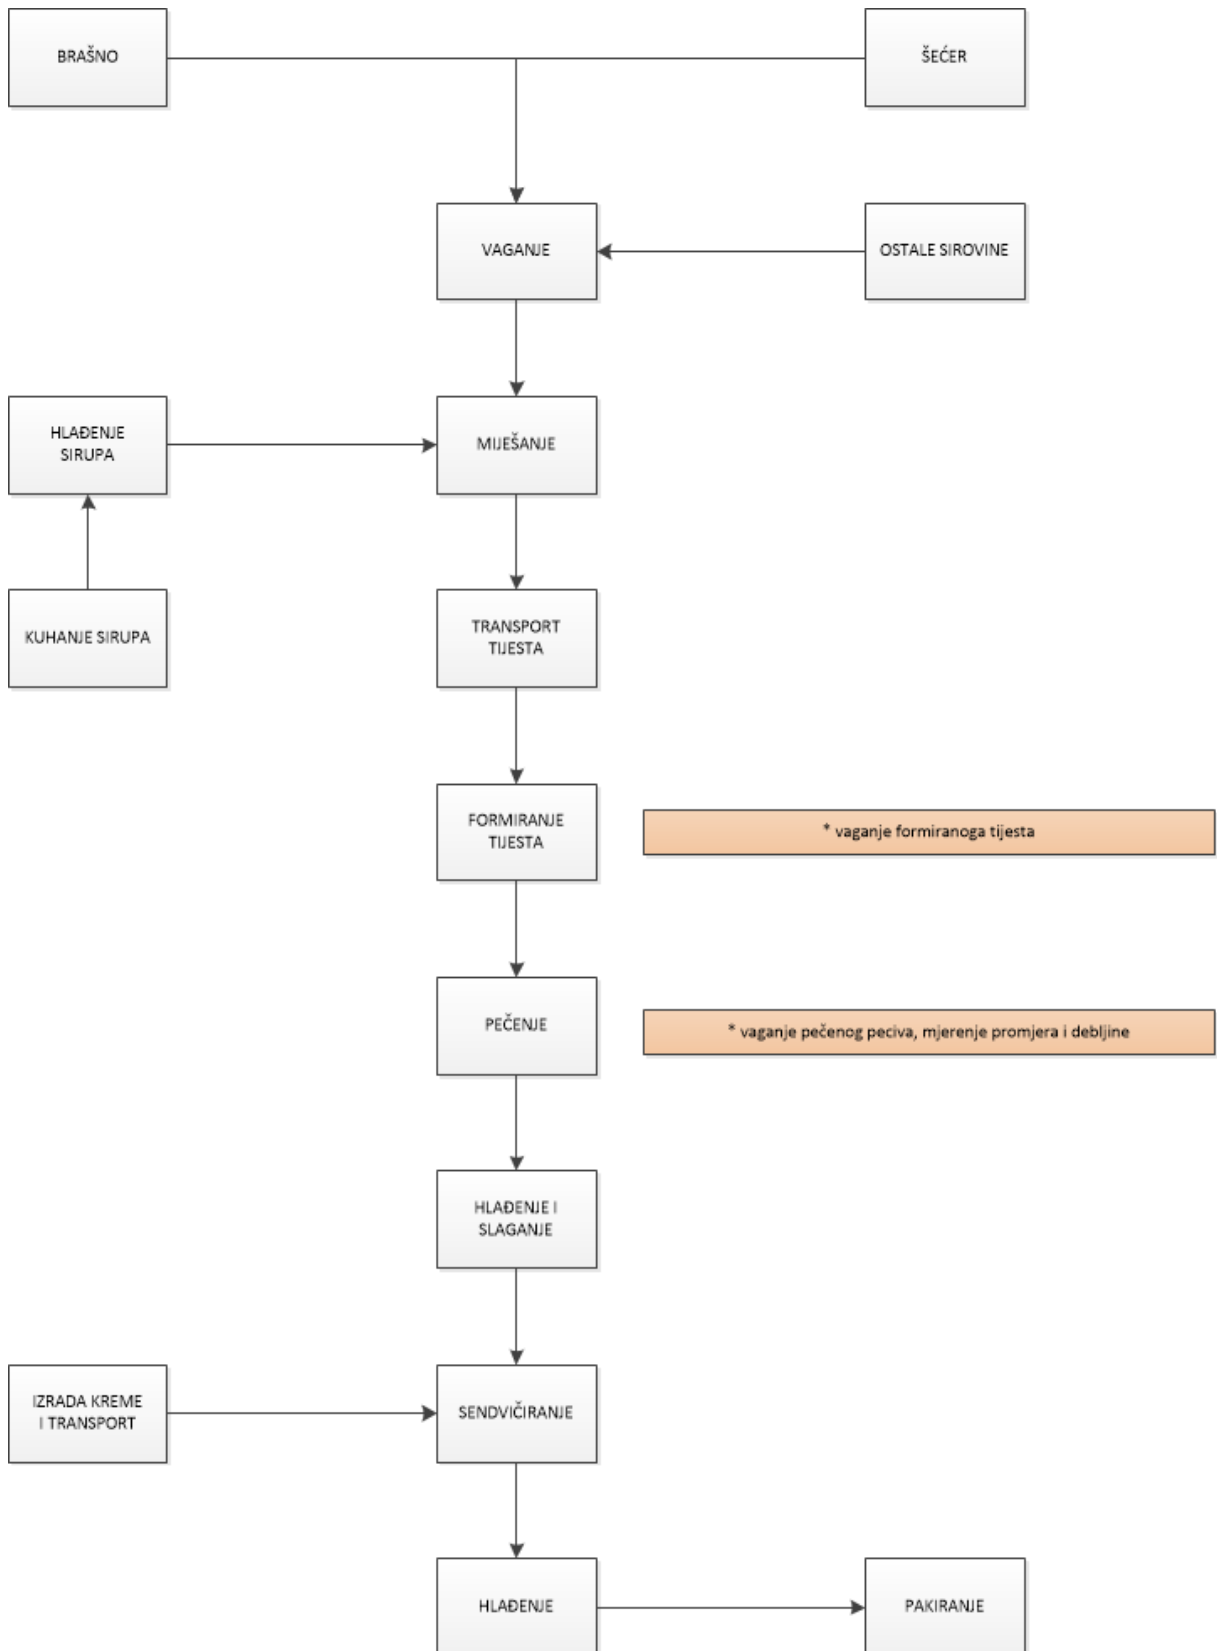 BRAŠNO
ŠEĆER
VAGANJE
OSTALE SIROVINE
HLAĐENJE
SIRUPA
MIJEŠANJE
KUHANJE SIRUPA
TRANSPORT
TIJESTA
FORMIRANJE
TIJESTA
* vaganje formiranoga tijesta
PEČENJE
* vaganje pečenog peciva, mjerenje promjera i debljine
HLAĐENJE I
SLAGANJE
IZRADA KREME
I TRANSPORT
SENDVIČIRANJE
HLAĐENJE
PAKIRANJE